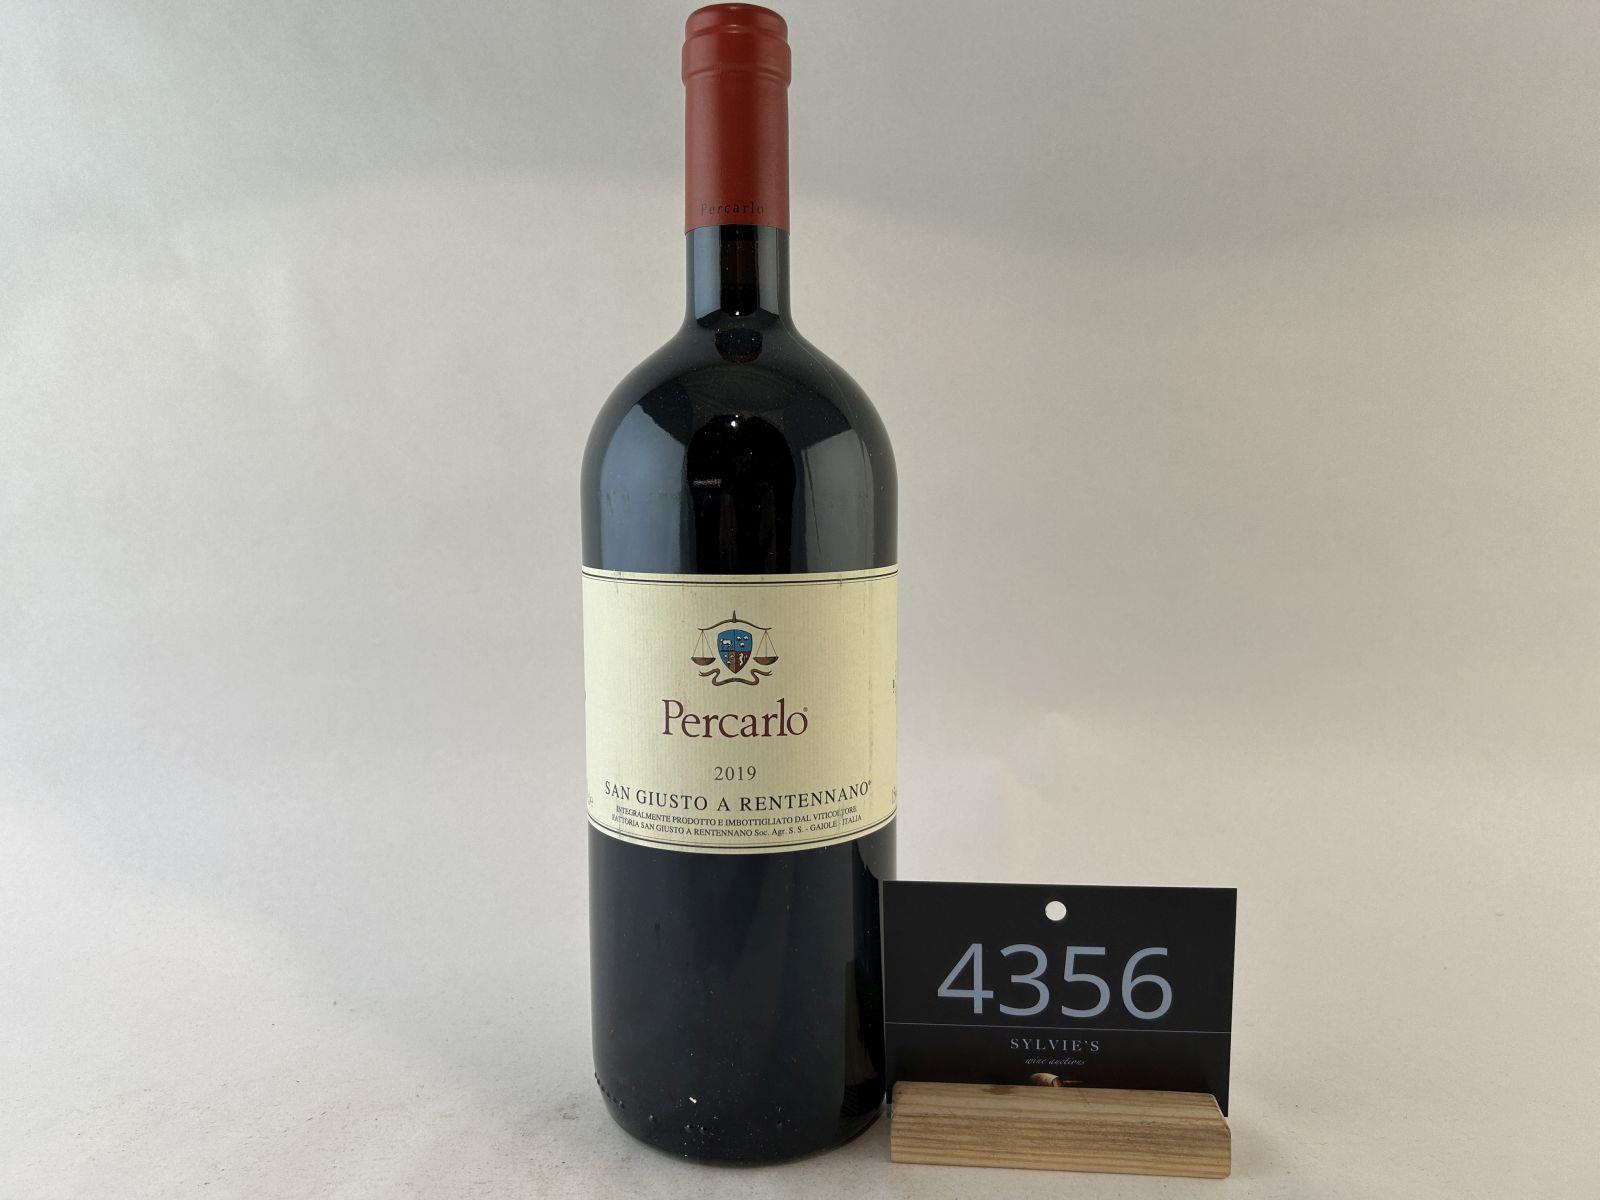 Percarlo
Percarlo®
2019
SAN GIUSTO A RENTENNANO®
INTEGRALMENTE PRODOTTO E IMBOTTIGLIATO DAL VITICOLTORE
FATTORIA SAN GIUSTO A RENTENNANO Soc. Agr. S. S. - GAIOLE - ITALIA
4356
SYLVIE'S
wine auctions